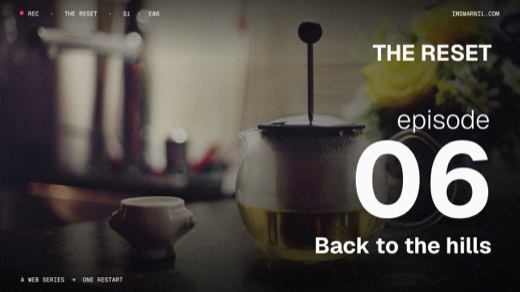 REC · THE RESET · S1 · E06
IMSWARNIL.COM
THE RESET
episode
06
Back to the hills
A WEB SERIES + ONE RESTART